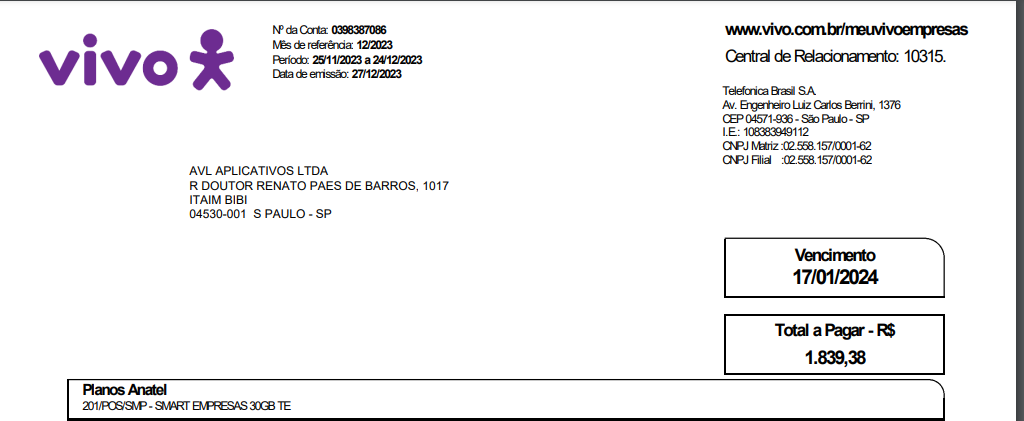 vivo
Nº da Conta: 0398387086
Mês de referência: 12/2023
Período: 25/11/2023 a 24/12/2023
Data de emissão: 27/12/2023
www.vivo.com.br/meuvivoempresas
Central de Relacionamento: 10315.
Telefonica Brasil S.A.
Av. Engenheiro Luiz Carlos Berrini, 1376
CEP 04571-936 - São Paulo - SP
I.E.: 108383949112
CNPJ Matriz :02.558.157/0001-62
CNPJ Filial :02.558.157/0001-62
AVL APLICATIVOS LTDA
R DOUTOR RENATO PAES DE BARROS, 1017
ITAIM BIBI
04530-001 S PAULO - SP
Vencimento
17/01/2024
Total a Pagar - R$
1.839,38
Planos Anatel
201/POS/SMP - SMART EMPRESAS 30GB TE